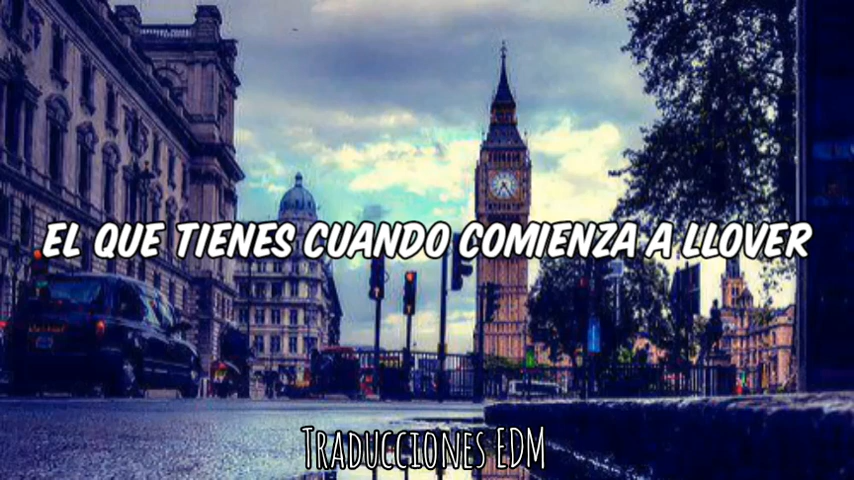 EL QUE TIENES CUANDO COMIENZA A LLOVER
TRADUCCIONES EDM